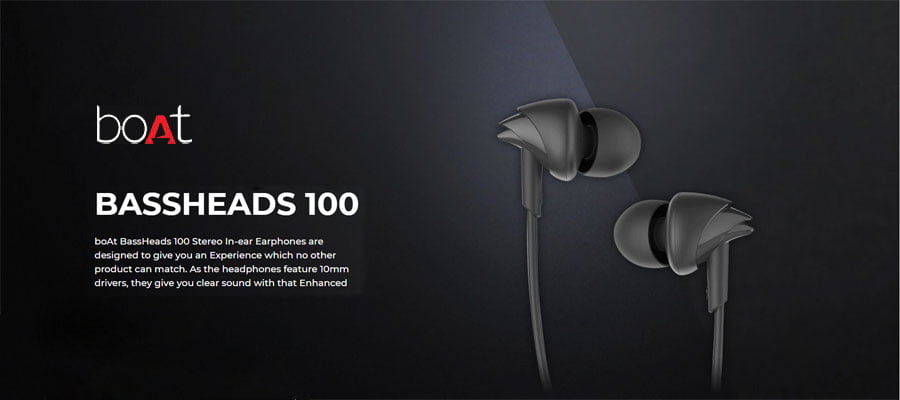 boAt
BASSHEADS 100
boAt BassHeads 100 Stereo In-ear Earphones are
designed to give you an Experience which no other
product can match. As the headphones feature 10mm
drivers, they give you clear sound with that Enhanced